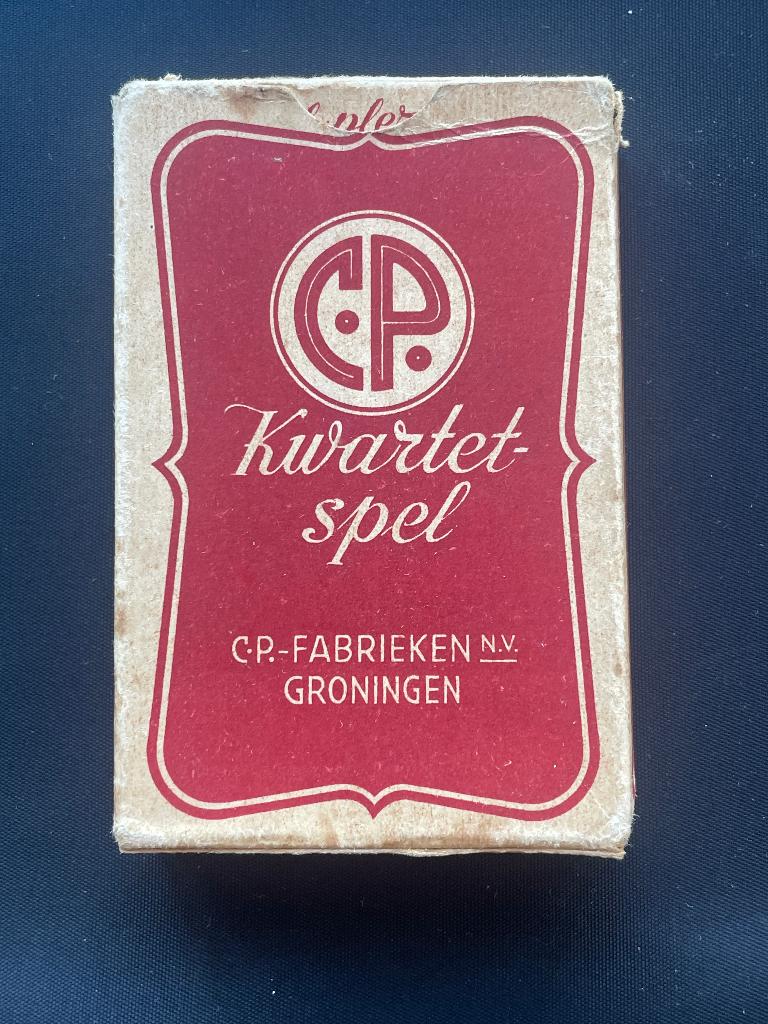 C.P.
Kwartet-
spel
C.P.-FABRIEKEN N.V.
GRONINGEN